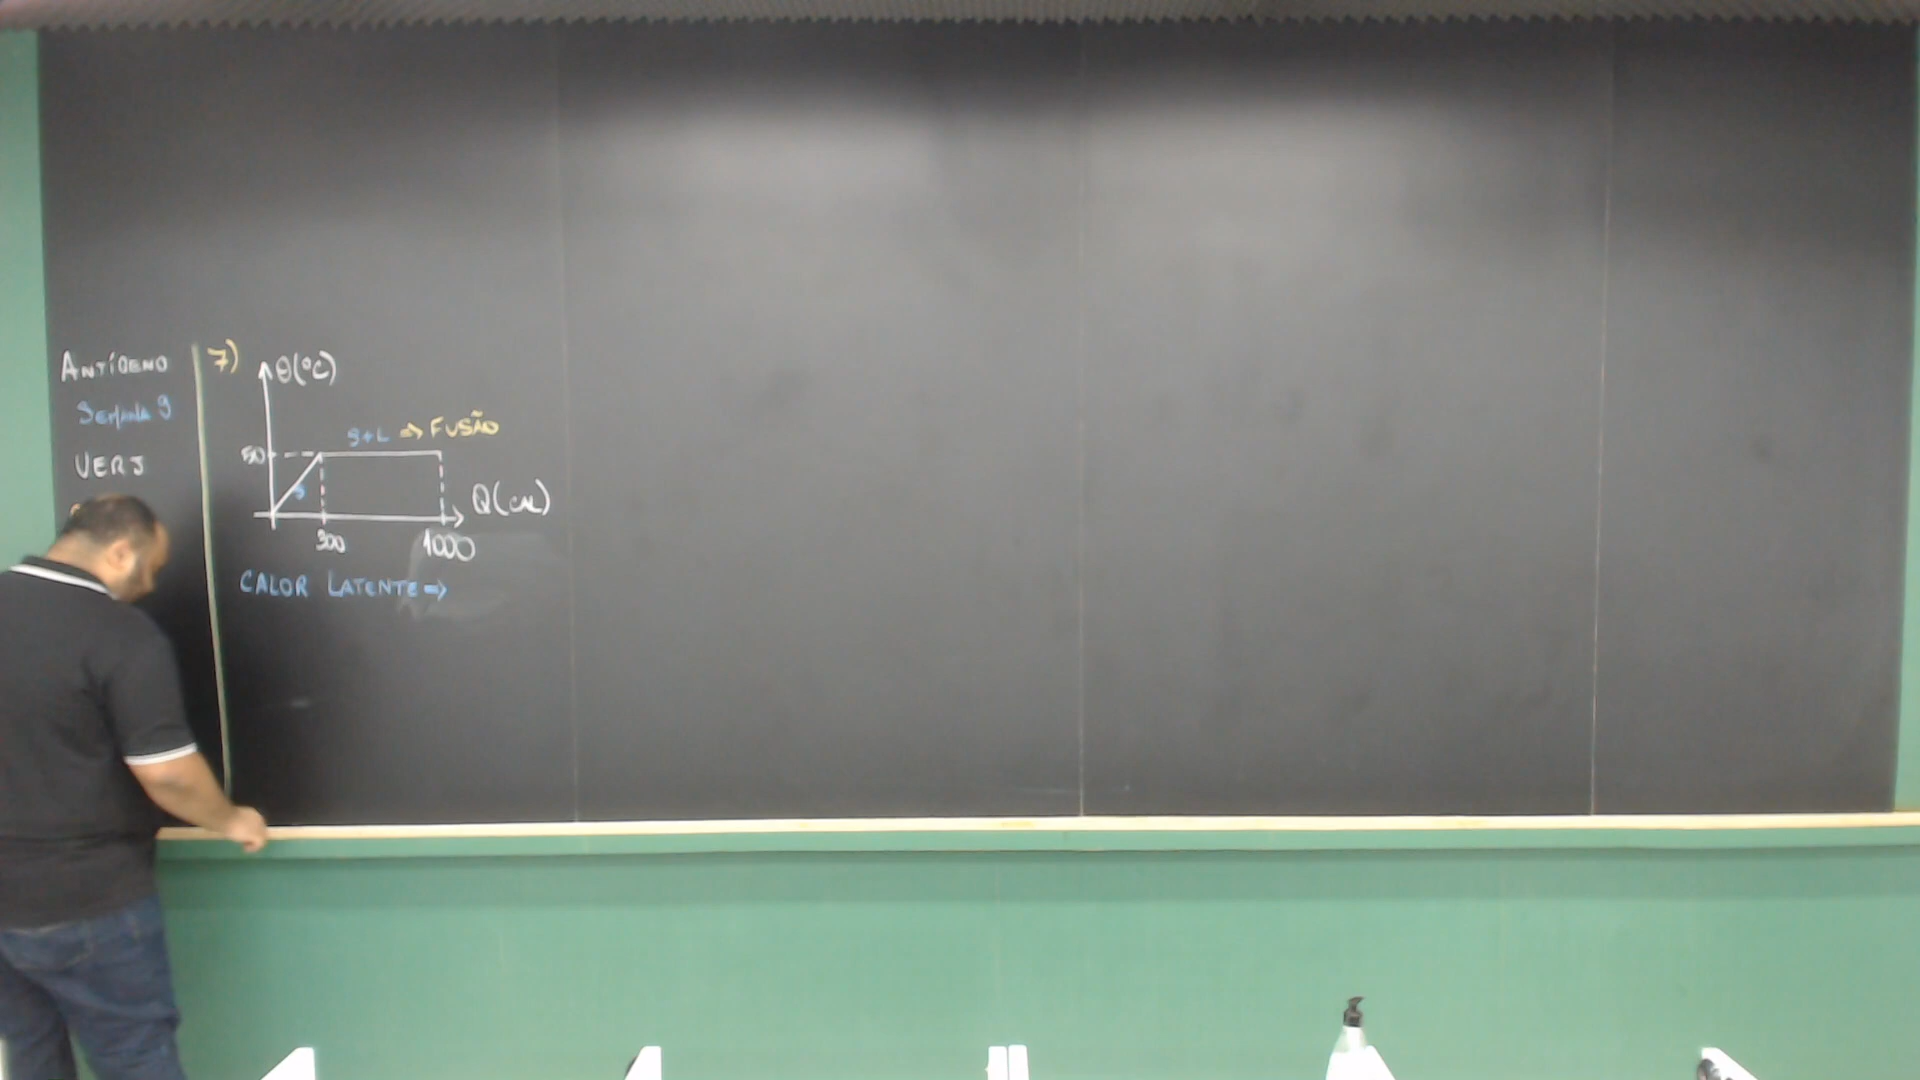 ANTÍGENO
SEMANA 9
UERJ
7)
θ(°C)
S+L => FUSÃO
50
S
Q(CAL)
300
1000
CALOR LATENTE =>